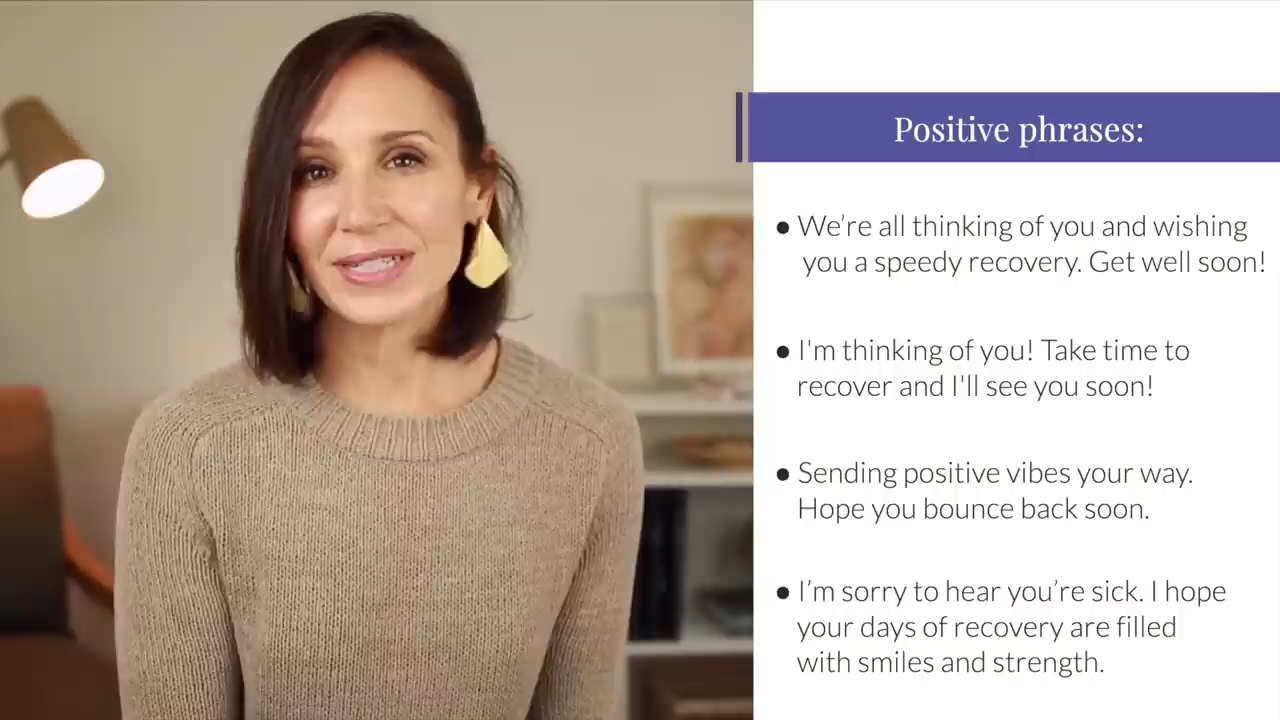 Positive phrases:
● We’re all thinking of you and wishing
you a speedy recovery. Get well soon!
● I'm thinking of you! Take time to
recover and I'll see you soon!
● Sending positive vibes your way.
Hope you bounce back soon.
● I’m sorry to hear you’re sick. I hope
your days of recovery are filled
with smiles and strength.